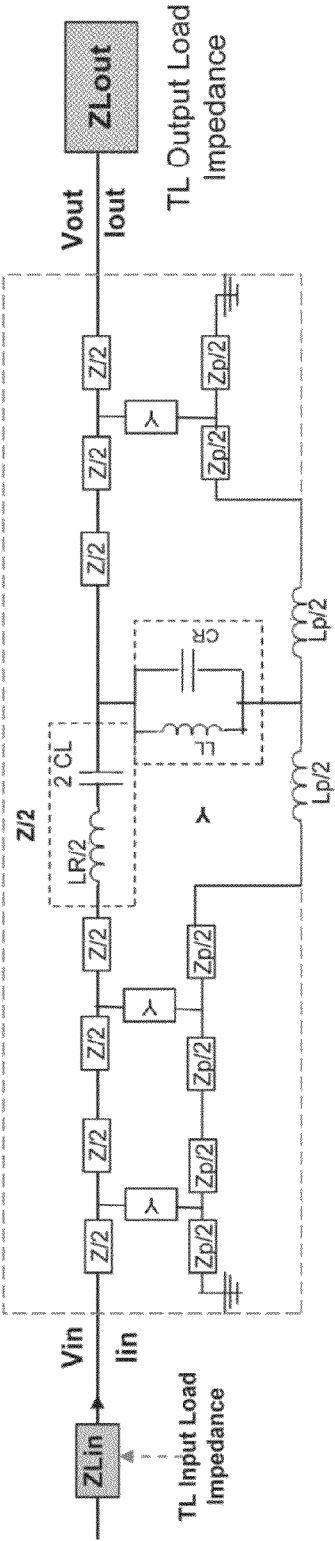 ZLin
TL Input Load
Impedance
Vin
Iin
Z/2
Z/2
Z/2
Z/2
Z/2
LR/2
2 CL
Z/2
Z/2
Z/2
Y
Y
Y
LL
CR
Y
Zp/2
Zp/2
Zp/2
Zp/2
Lp/2
Lp/2
Zp/2
Zp/2
Vout
Iout
ZLout
TL Output Load
Impedance